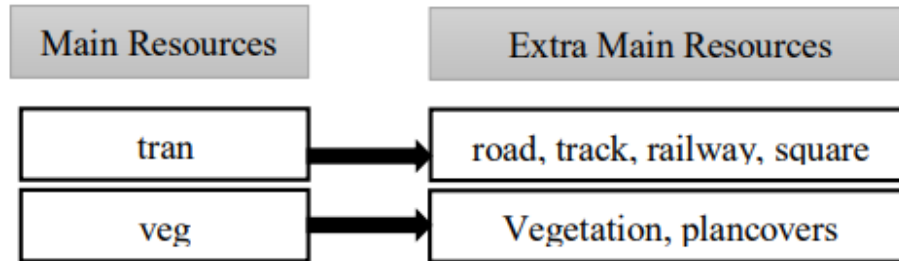 Main Resources
Extra Main Resources
tran
road, track, railway, square
veg
Vegetation, plancovers